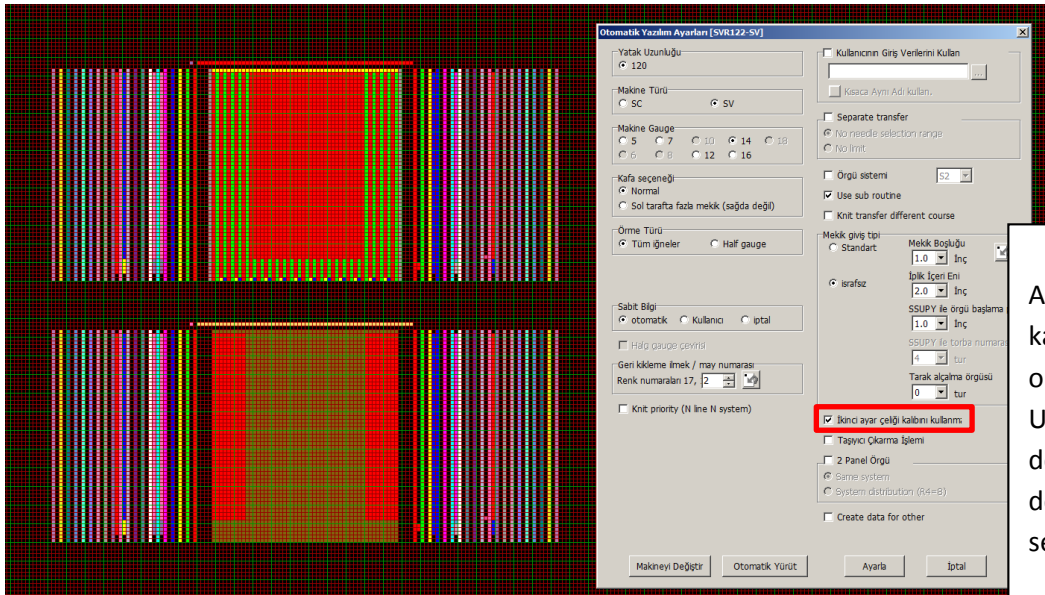 Otomatik Yazılım Ayarları [SVR122-SV]
Yatak Uzunluğu
120
Makine Türü
SC SV
Makine Gauge
5 7 10 14 18
6 8 12 16
Kafa seçeneği
Normal
Sol tarafta fazla mekik (sağda değil)
Örme Türü
Tüm iğneler Half gauge
Sabit Bilgi
otomatik Kullanıcı iptal
Halg gauge çevirisi
Geri kikleme ilmek / may numarası
Renk numaraları 17, 2
Knit priority (N line N system)
Kullanıcının Giriş Verilerini Kullan
...
Kısaca Aynı Adı kullan.
Separate transfer
No needle selection range
No limit
Örgü sistemi S2
Use sub routine
Knit transfer different course
Mekik giviş tipi
Standart
Mekik Boşluğu
1.0 İnç
israfsız
İplik İçeri Eni
2.0 İnç
SSUPY ile örgü başlama
1.0 İnç
SSUPY ile torba numaras
4 tur
Tarak alçalma örgüsü
0 tur
İkinci ayar çeliği kalıbını kullanma
Taşıyıcı Çıkarma İşlemi
2 Panel Örgü
Same system
System distribution (R4=B)
Create data for other
Makineyi Değiştir Otomatik Yürüt Ayarla İptal
A
ka
o
U
d
d
se